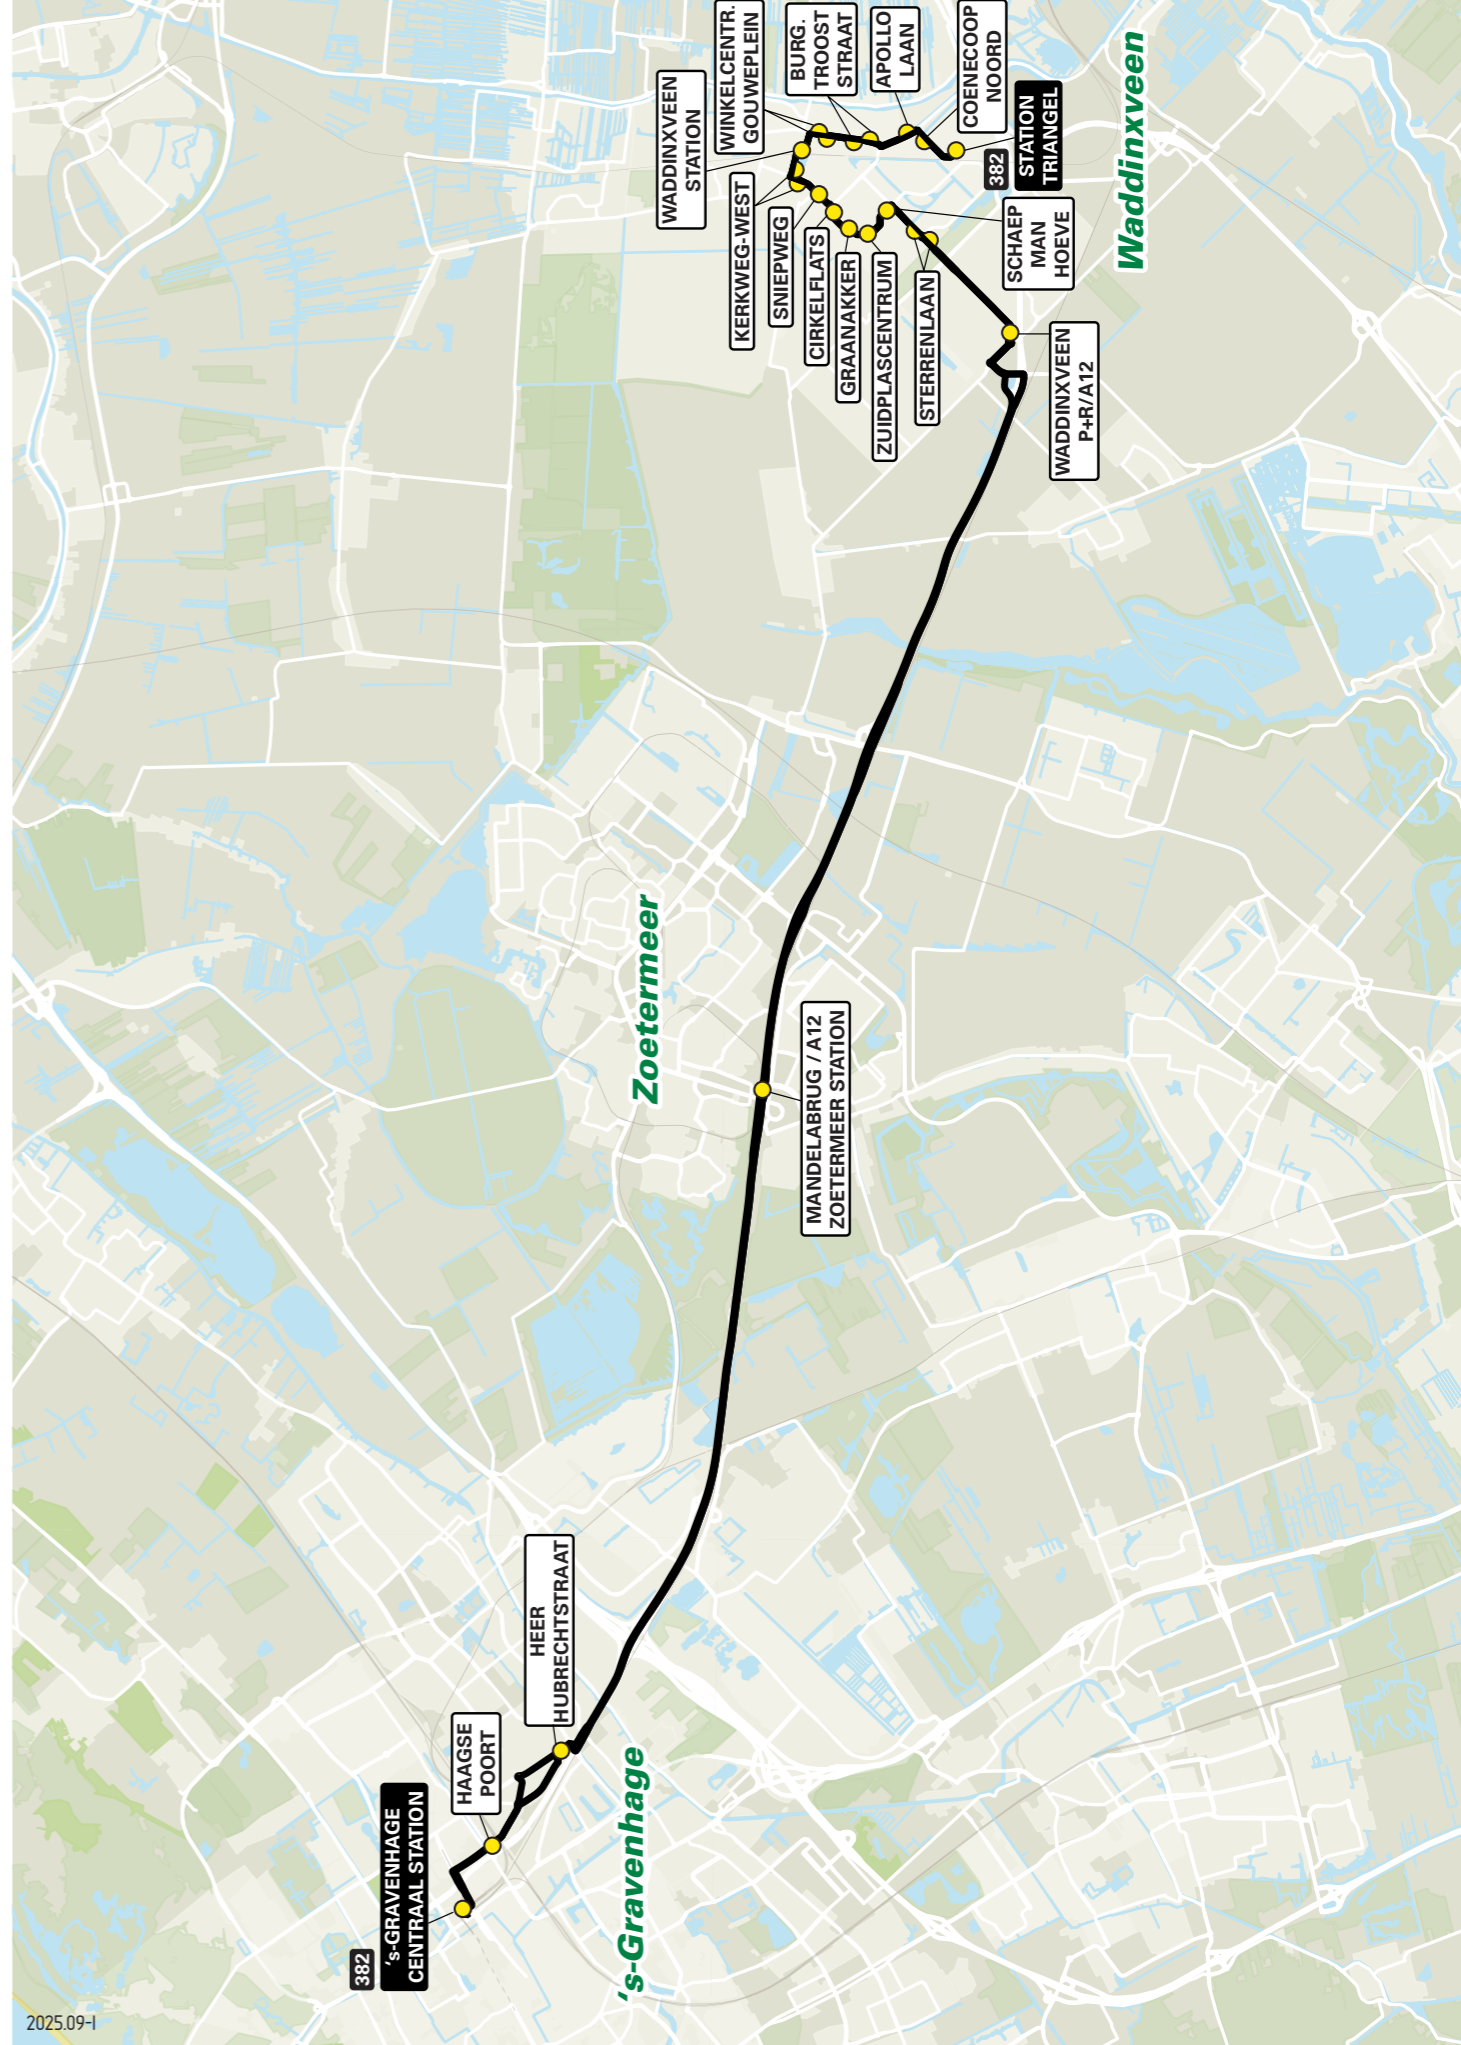 382
's-GRAVENHAGE
CENTRAAL STATION
HAAGSE
POORT
HEER
HUBRECHTSTRAAT
's-Gravenhage
MANDELABRUG / A12
ZOETERMEER STATION
Zoetermeer
WADDINXVEEN
P+R/A12
SCHAEP
MAN
HOEVE
STERRENLAAN
ZUIDPLASCENTRUM
GRAANAKKER
CIRKELFLATS
SNIEPWEG
KERKWEG-WEST
WADDINXVEEN
STATION
WINKELCENTR.
GOUWEPLEIN
BURG.
TROOST
STRAAT
APOLLO
LAAN
COENECOOP
NOORD
382
STATION
TRIANGEL
Waddinxveen
2025.09-I